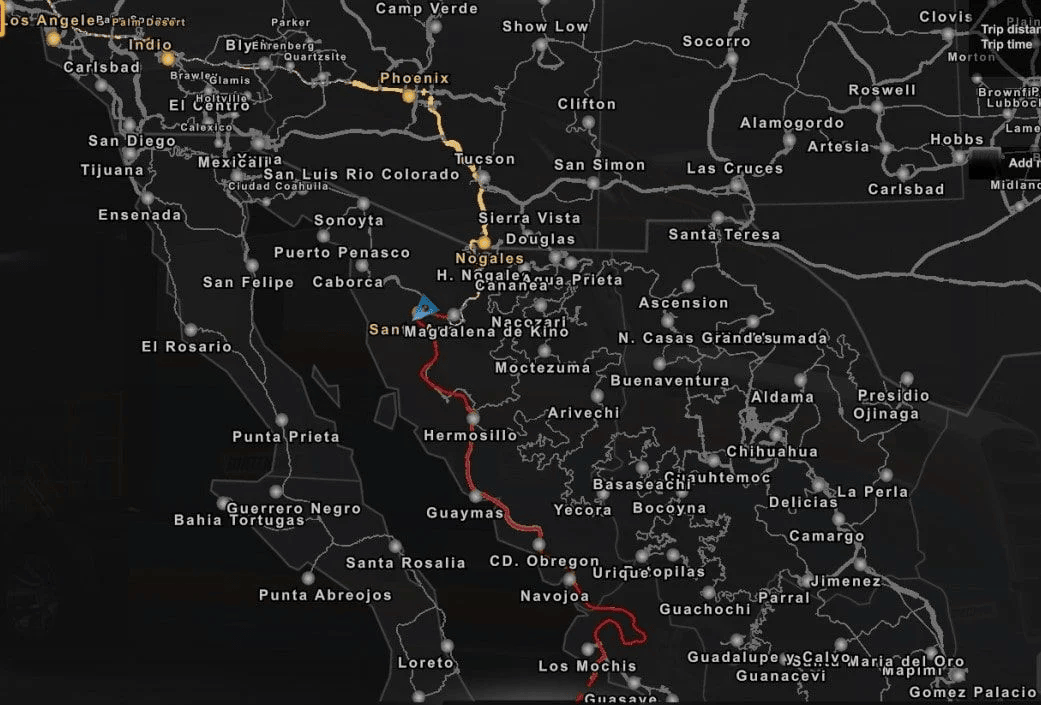 Camp Verde
Clovis
Los Angeles
Palm Desert
Parker
Show Low
Plain
Trip distan
Indio
Ehrenberg
Socorro
Trip time
Carlsbad
Quartzsite
Morton
Brawley
Glamis
Phoenix
Roswell
Brownfi
El Centro
Holtville
Clifton
Lubbock
San Diego
Calexico
Alamogordo
Lame
Tijuana
Mexicali
Tucson
San Simon
Las Cruces
Artesia
Hobbs
Add
San Luis Rio Colorado
Carlsbad
Midland
Ciudad Coahuila
Ensenada
Sonoyta
Sierra Vista
Santa Teresa
Puerto Penasco
Douglas
Nogales
San Felipe
Caborca
H. Nogales
Agua Prieta
Cananea
Ascension
San
Magdalena de Kino
Nacozari
N. Casas Grandes
El Rosario
Moctezuma
Buenaventura
Aldama
Presidio
Arivechi
Ojinaga
Punta Prieta
Hermosillo
Chihuahua
Basaseachi
Cuauhtemoc
Guerrero Negro
Guaymas
Yecora
Bocoyna
Delicias
La Perla
Bahia Tortugas
Camargo
Santa Rosalia
CD. Obregon
Urique
Jimenez
Punta Abreojos
Navojoa
Guachochi
Parral
Loreto
Los Mochis
Guadalupe y Calvo
Maria del Oro
Guanacevi
Mapimi
Guasave
Gomez Palacio